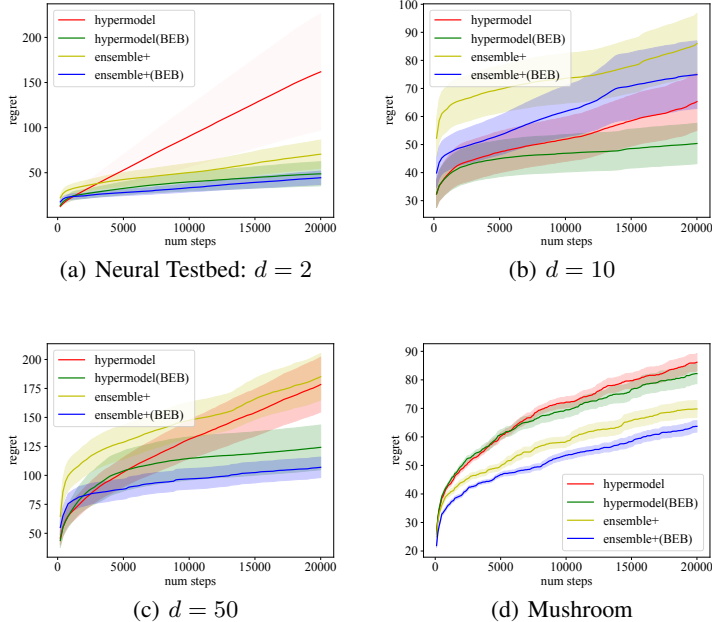 hypermodel
hypermodel(BEB)
ensemble+
ensemble+(BEB)
regret
200
150
100
50
0
5000
10000
15000
20000
num steps
(a) Neural Testbed: d = 2
hypermodel
hypermodel(BEB)
ensemble+
ensemble+(BEB)
regret
100
90
80
70
60
50
40
30
0
5000
10000
15000
20000
num steps
(b) d = 10
hypermodel
hypermodel(BEB)
ensemble+
ensemble+(BEB)
regret
200
175
150
125
100
75
50
0
5000
10000
15000
20000
num steps
(c) d = 50
regret
90
80
70
60
50
40
30
20
hypermodel
hypermodel(BEB)
ensemble+
ensemble+(BEB)
0
5000
10000
15000
20000
num steps
(d) Mushroom